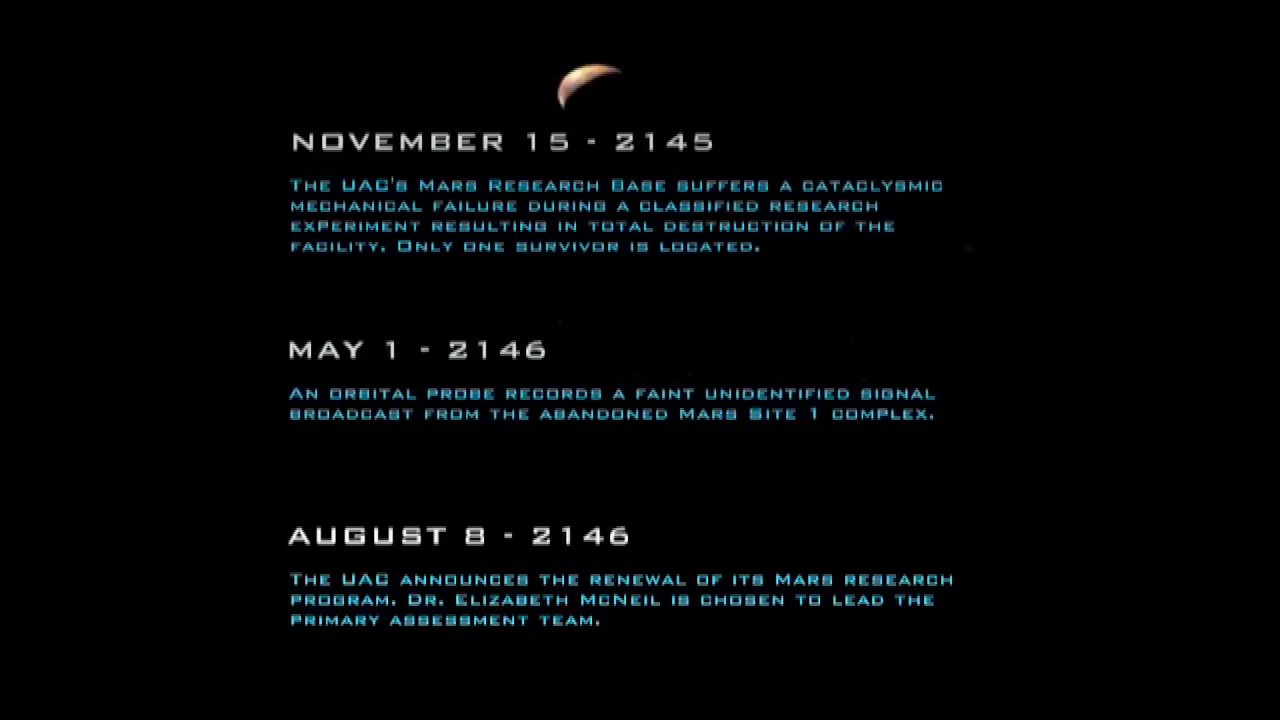 NOVEMBER 15 - 2145
THE UAC'S MARS RESEARCH BASE SUFFERS A CATACLYSMIC
MECHANICAL FAILURE DURING A CLASSIFIED RESEARCH
EXPERIMENT RESULTING IN TOTAL DESTRUCTION OF THE
FACILITY. ONLY ONE SURVIVOR IS LOCATED.
MAY 1 - 2146
AN ORBITAL PROBE RECORDS A FAINT UNIDENTIFIED SIGNAL
BROADCAST FROM THE ABANDONED MARS SITE 1 COMPLEX.
AUGUST 8 - 2146
THE UAC ANNOUNCES THE RENEWAL OF ITS MARS RESEARCH
PROGRAM. DR. ELIZABETH MCNEIL IS CHOSEN TO LEAD THE
PRIMARY ASSESSMENT TEAM.